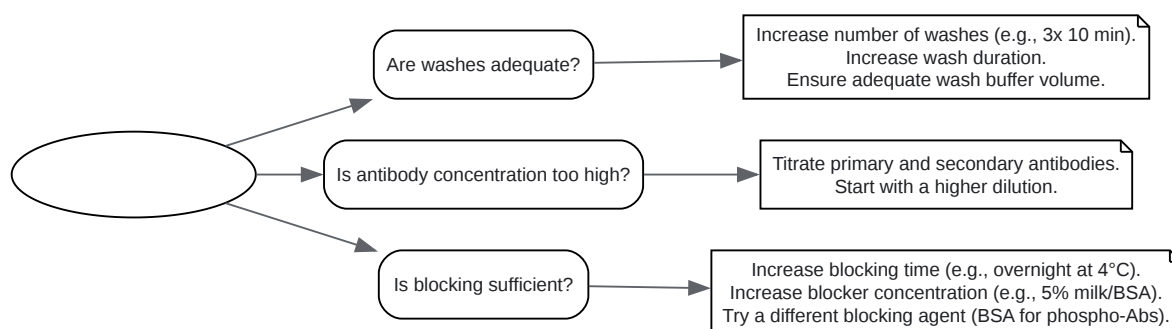 Are washes adequate?
Increase number of washes (e.g., 3x 10 min).
Increase wash duration.
Ensure adequate wash buffer volume.
Is antibody concentration too high?
Titrate primary and secondary antibodies.
Start with a higher dilution.
Is blocking sufficient?
Increase blocking time (e.g., overnight at 4°C).
Increase blocker concentration (e.g., 5% milk/BSA).
Try a different blocking agent (BSA for phospho-Abs).